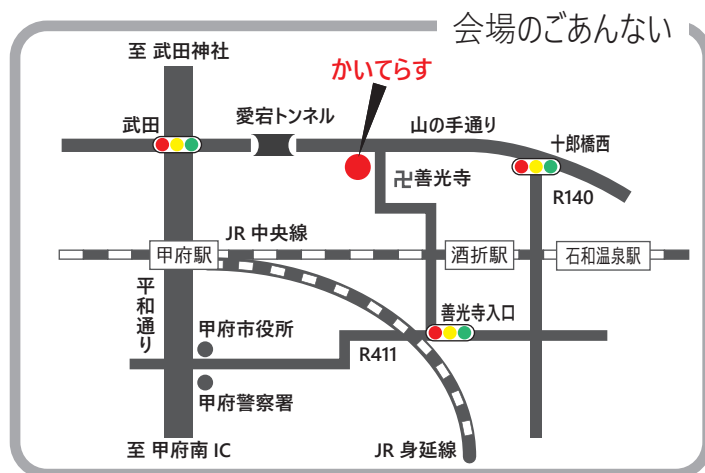 会場のごあんない
至 武田神社
かいてらす
武田
愛宕トンネル
山の手通り
十郎橋西
卍善光寺
R140
JR 中央線
甲府駅
酒折駅
石和温泉駅
平和通り
善光寺入口
甲府市役所
R411
甲府警察署
至 甲府南 IC
JR 身延線